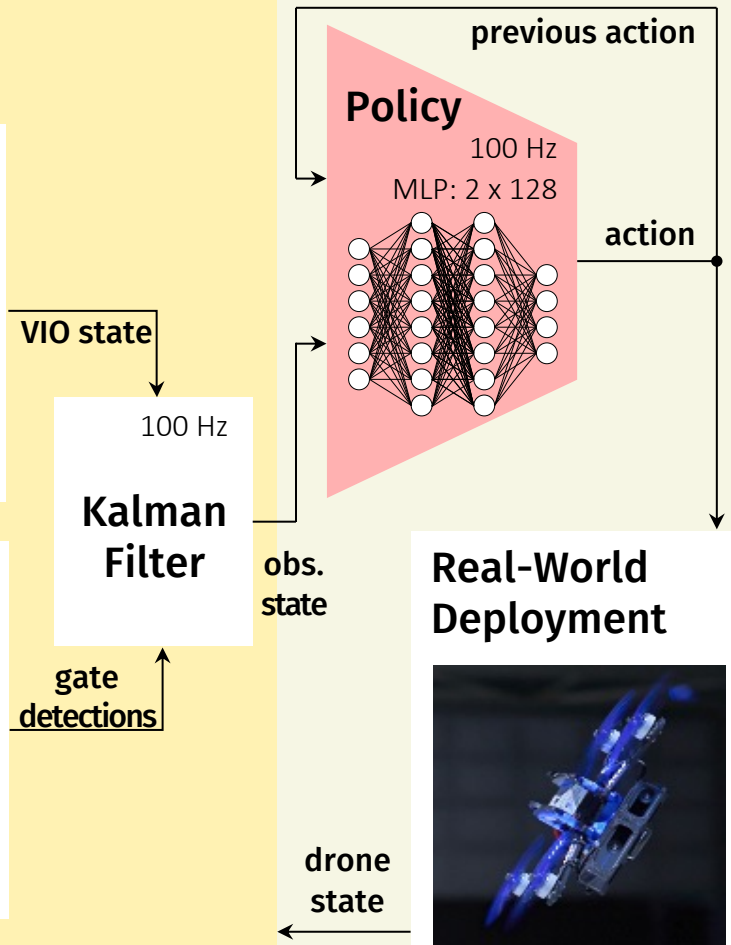 previous action
Policy
100 Hz
MLP: 2 x 128
action
VIO state
100 Hz
Kalman
Filter
obs.
state
Real-World
Deployment
gate
detections
drone
state